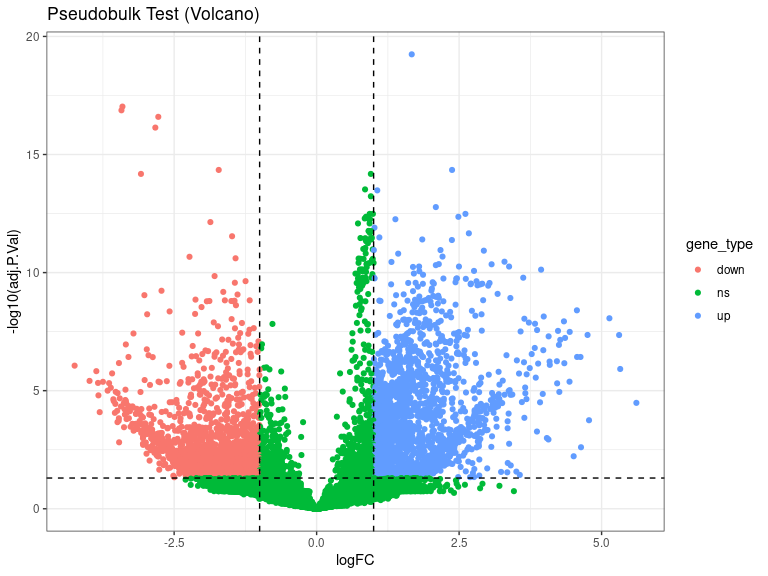 Pseudobulk Test (Volcano)
20
15
10
5
0
-log10(adj.P.Val)
-2.5
0.0
2.5
5.0
logFC
gene_type
down
ns
up